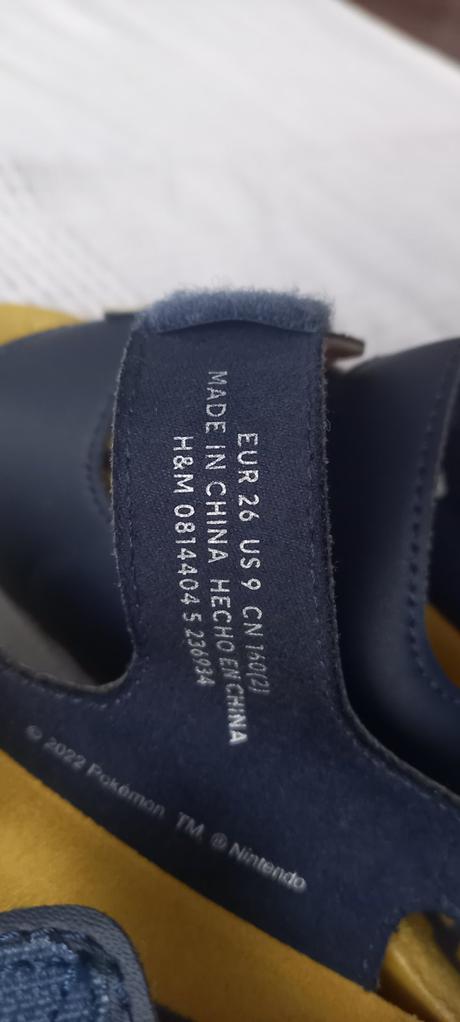 EUR 26 US 9 CN 160(2)
MADE IN CHINA HECHO EN CHINA
H&M 0814404 5 236934
© 2022 Pokémon TM ® Nintendo